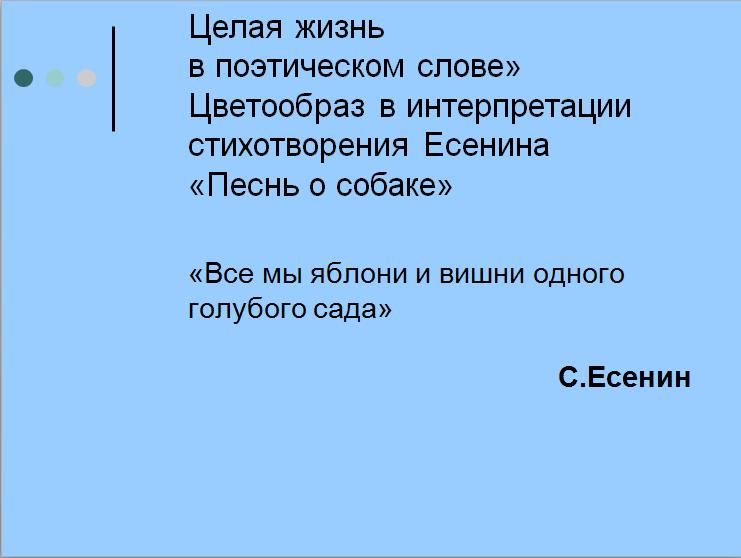 Целая жизнь
в поэтическом слове»
Цветообраз в интерпретации
стихотворения Есенина
«Песнь о собаке»
«Все мы яблони и вишни одного
голубого сада»
С.Есенин